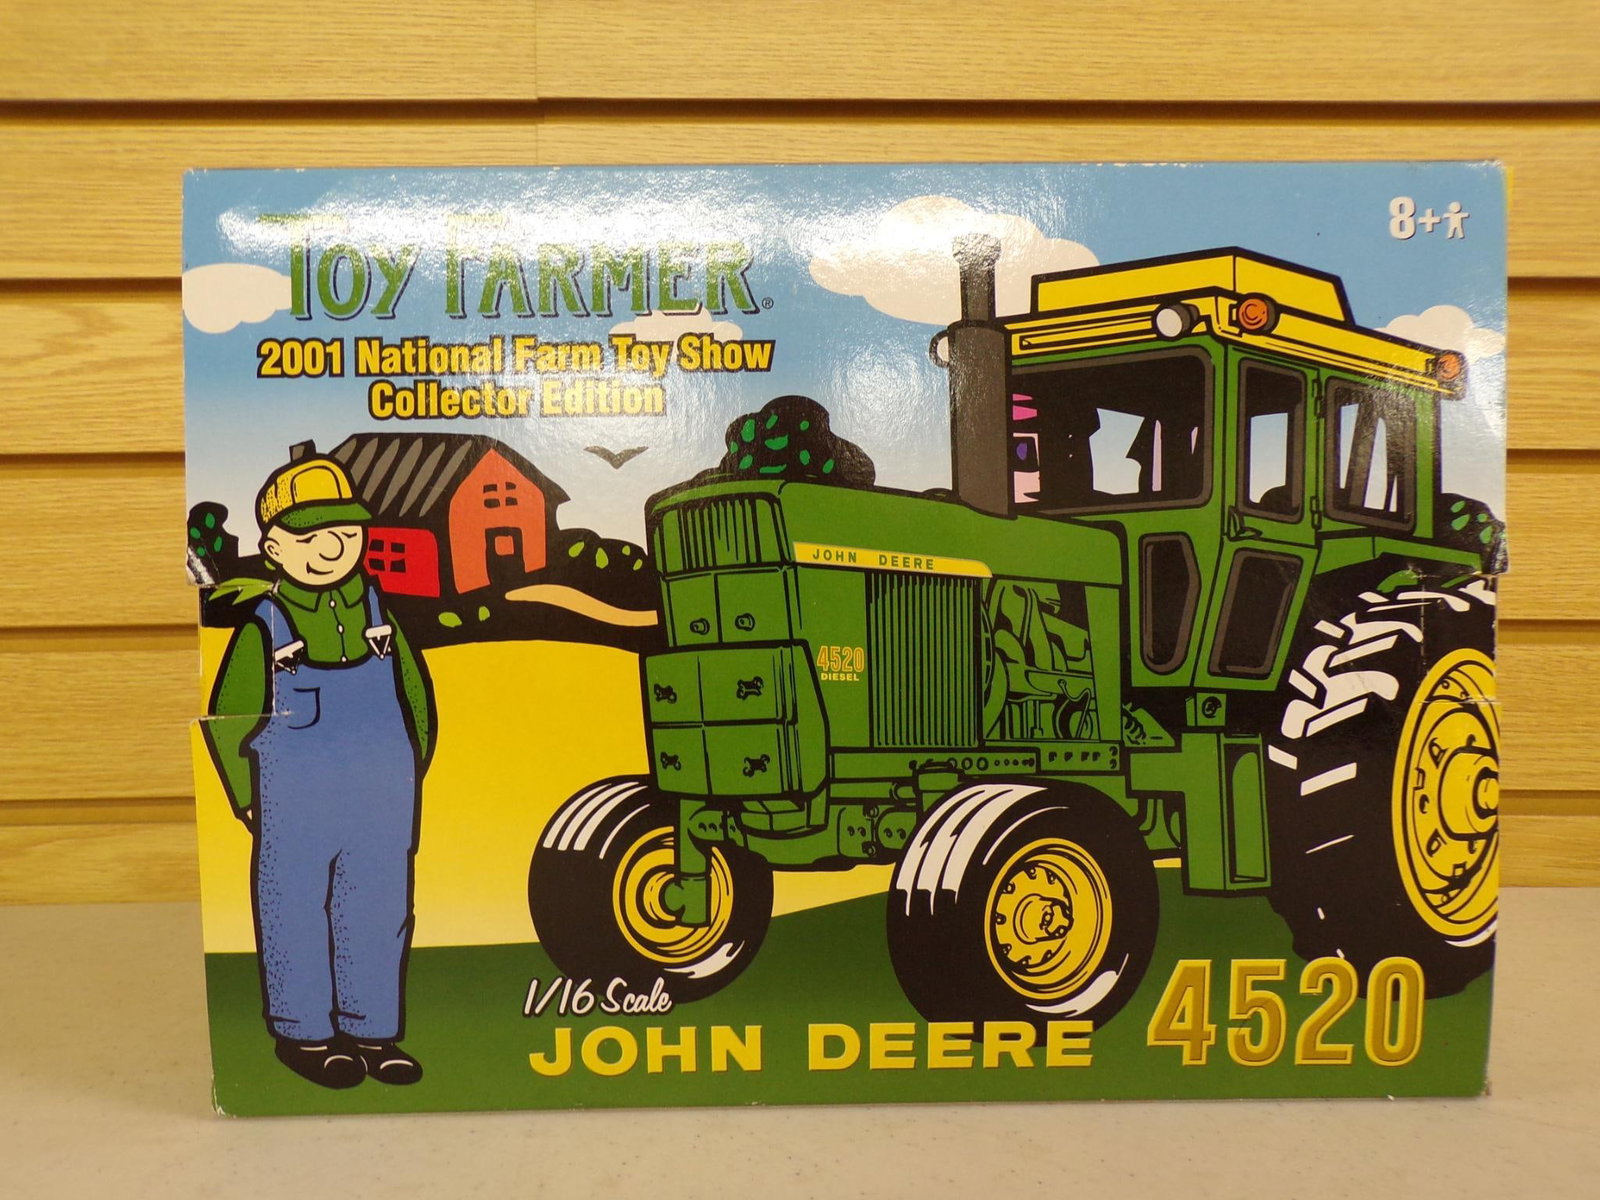 Toy Farmer®
2001 National Farm Toy Show
Collector Edition
8+
JOHN DEERE
4520
DIESEL
1/16 Scale
JOHN DEERE 4520